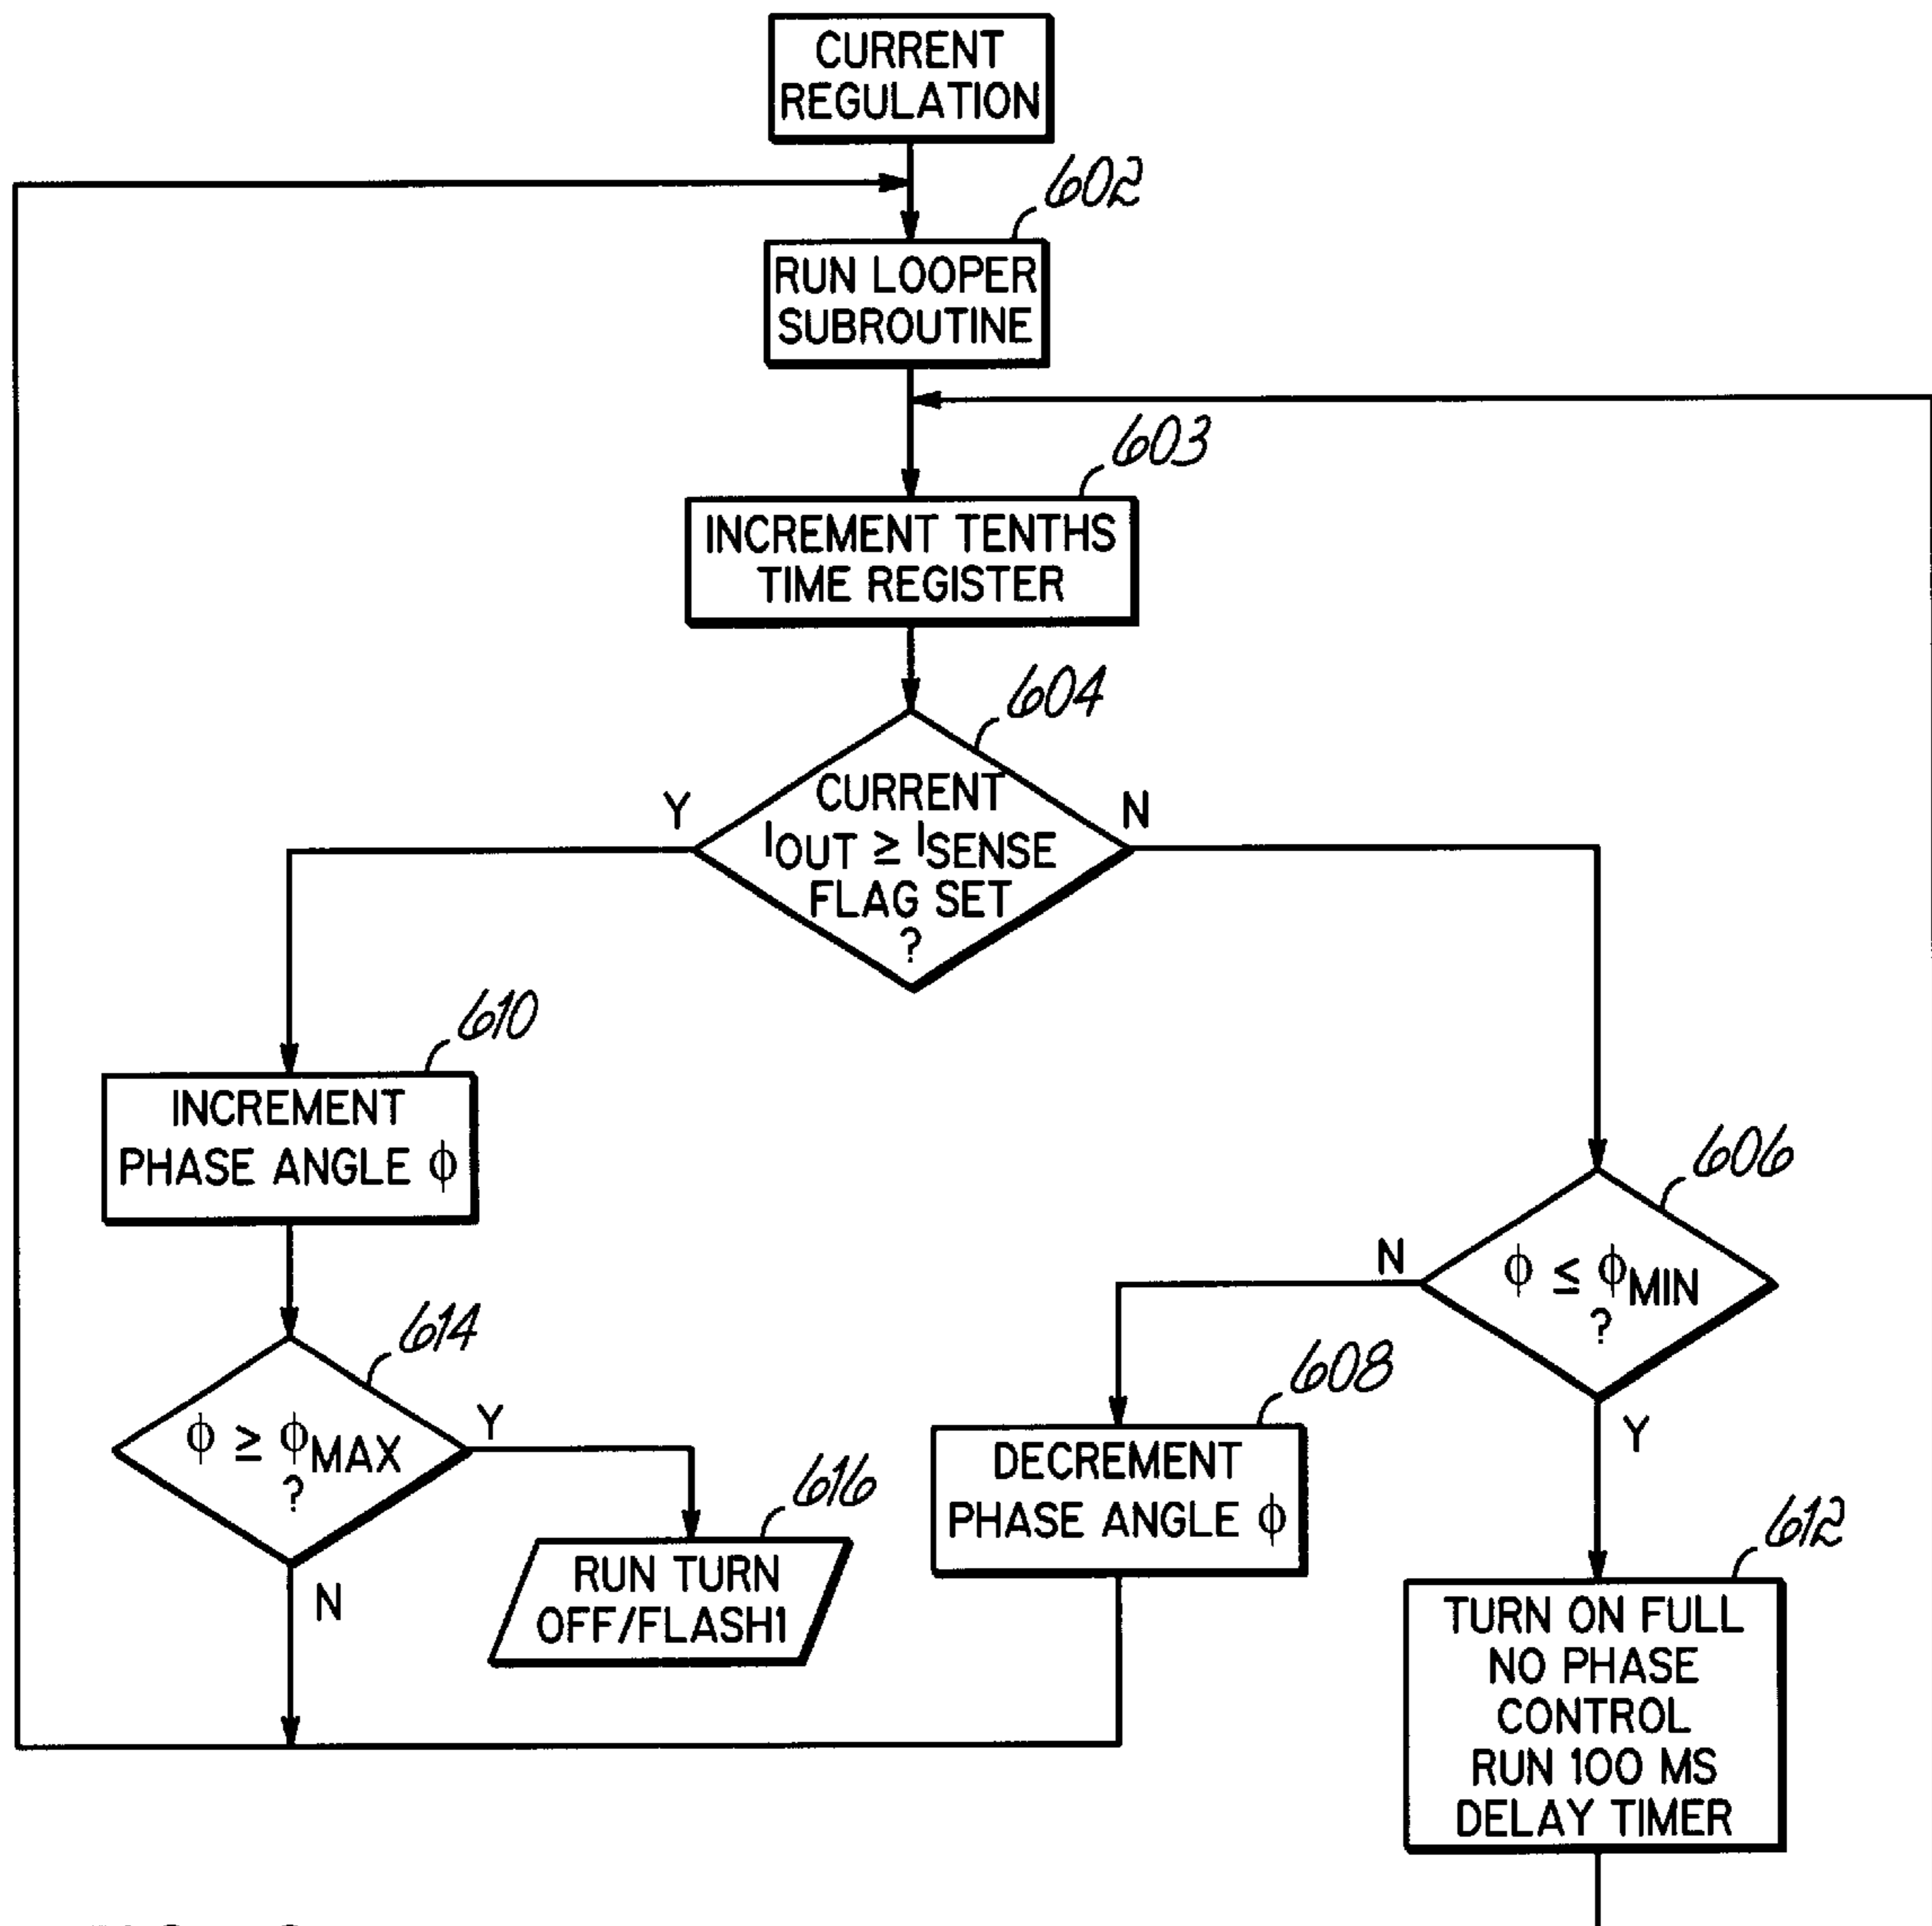 CURRENT
REGULATION
602
RUN LOOPER
SUBROUTINE
603
INCREMENT TENTHS
TIME REGISTER
604
CURRENT
IOUT ≥ ISENSE
FLAG SET
?
Y
N
610
INCREMENT
PHASE ANGLE ϕ
606
ϕ ≤ ϕMIN
?
N
Y
614
ϕ ≥ ϕMAX
?
Y
N
616
RUN TURN
OFF/FLASH1
608
DECREMENT
PHASE ANGLE ϕ
612
TURN ON FULL
NO PHASE
CONTROL
RUN 100 MS
DELAY TIMER